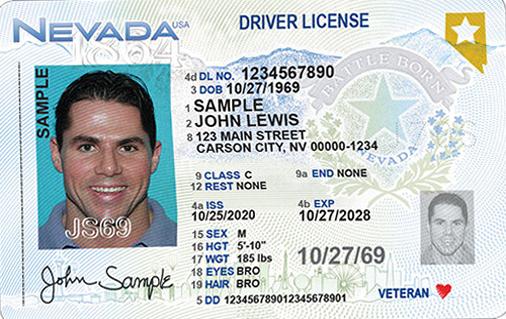 NEVADA USA DRIVER LICENSE
JS64
SAMPLE
4d DL NO. 1234567890
3 DOB 10/27/1969
1 SAMPLE
2 JOHN LEWIS
8 123 MAIN STREET
CARSON CITY, NV 00000-1234
BATTLE BORN
NEVADA
9 CLASS C 9a END NONE
12 REST NONE
4a ISS 4b EXP
10/25/2020 10/27/2028
15 SEX M
16 HGT 5'-10"
17 WGT 185 lbs
18 EYES BRO
19 HAIR BRO
10/27/69
5 DD 12345678901234567890​1
JS69
John Sample
VETERAN